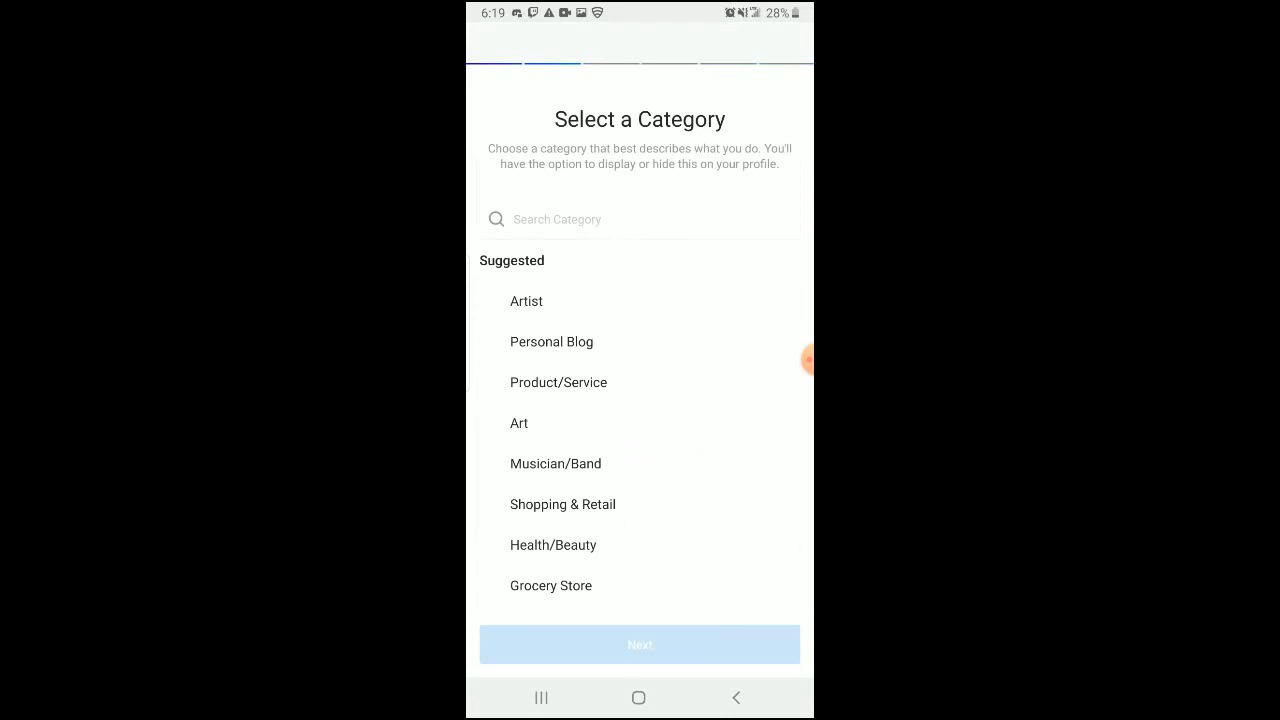 6:19 28%
Select a Category
Choose a category that best describes what you do. You'll
have the option to display or hide this on your profile.
Search Category
Suggested
Artist
Personal Blog
Product/Service
Art
Musician/Band
Shopping & Retail
Health/Beauty
Grocery Store
Next